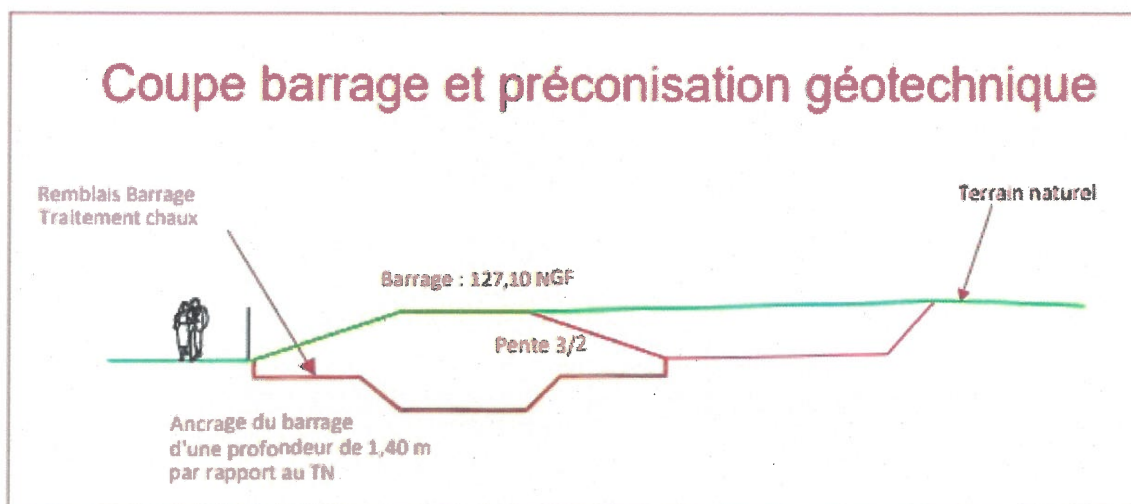 Coupe barrage et préconisation géotechnique
Remblais Barrage
Traitement chaux
Terrain naturel
Barrage : 127,10 NGF
Pente 3/2
Ancrage du barrage
d'une profondeur de 1,40 m
par rapport au TN